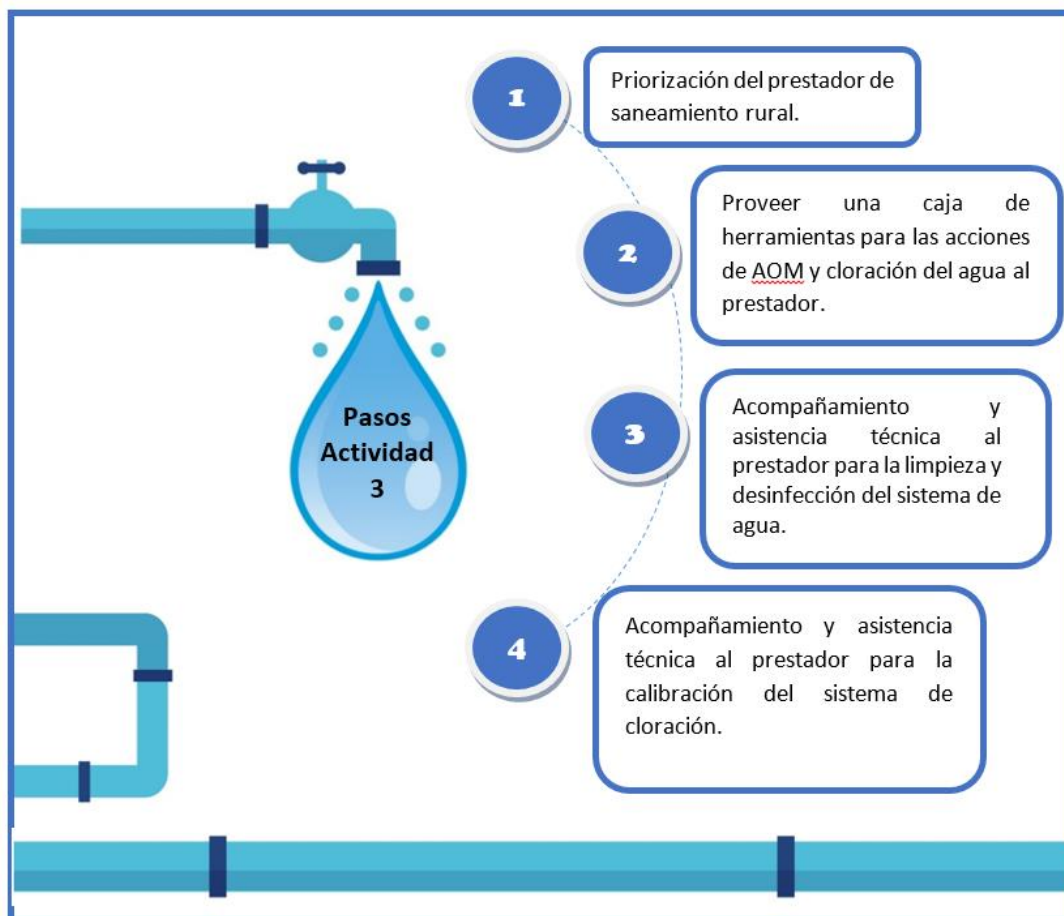 Pasos
Actividad
3
1
Priorización del prestador de
saneamiento rural.
2
Proveer una caja de
herramientas para las acciones
de AOM y cloración del agua al
prestador.
3
Acompañamiento y
asistencia técnica al
prestador para la limpieza y
desinfección del sistema de
agua.
4
Acompañamiento y asistencia
técnica al prestador para la
calibración del sistema de
cloración.